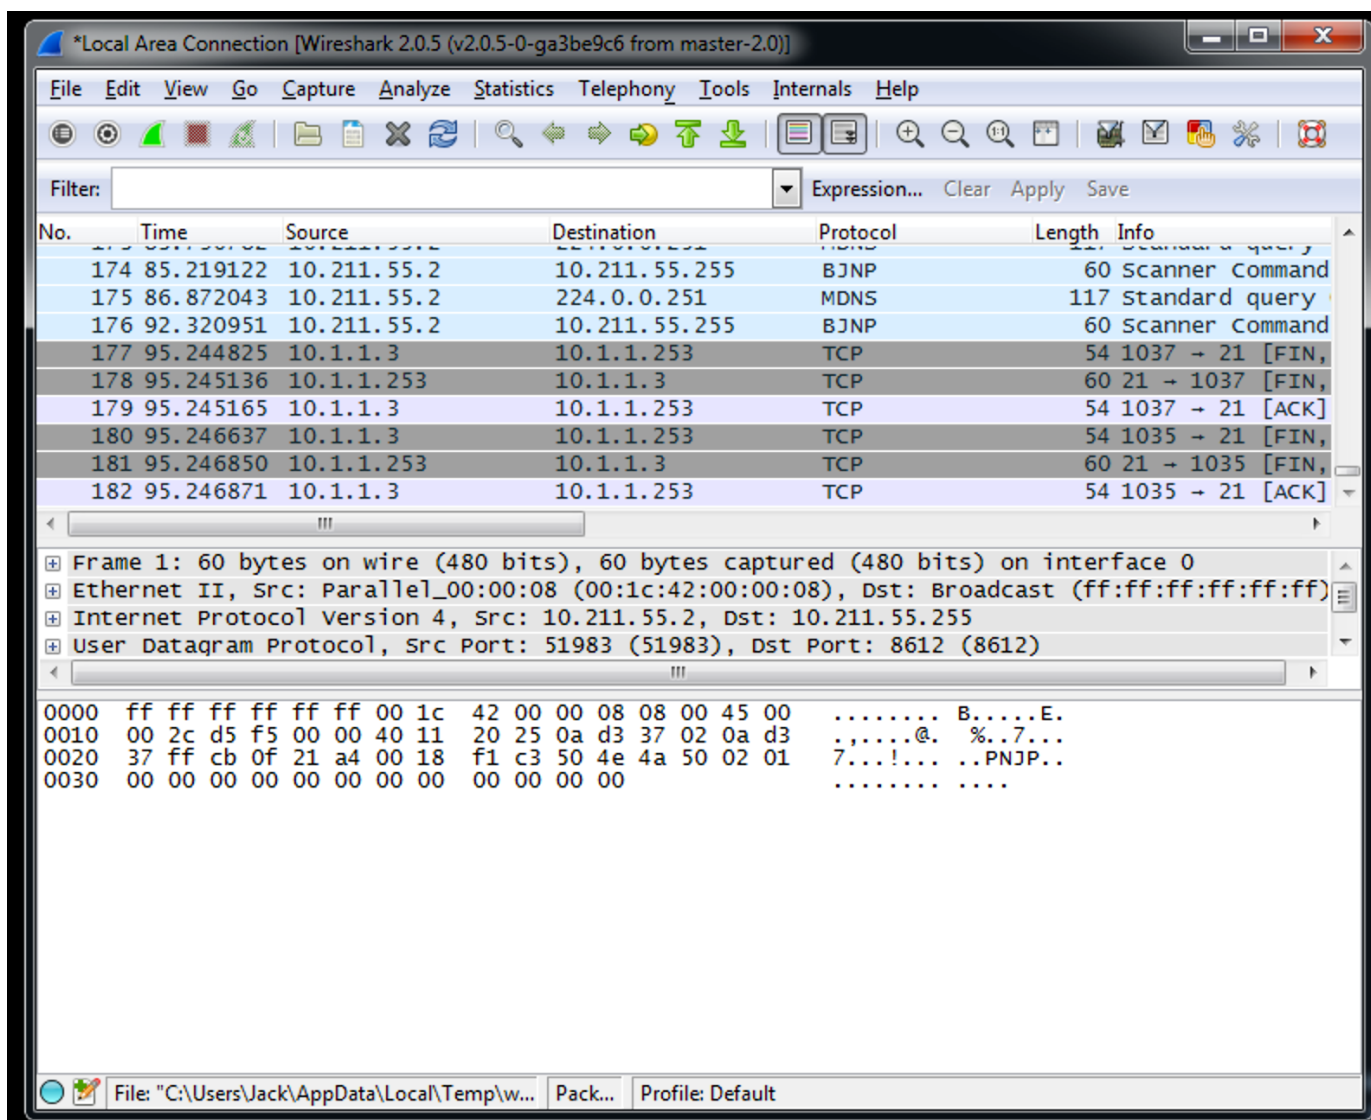 *Local Area Connection [Wireshark 2.0.5 (v2.0.5-0-ga3be9c6 from master-2.0)]
File Edit View Go Capture Analyze Statistics Telephony Tools Internals Help
Filter: Expression... Clear Apply Save
No. Time Source Destination Protocol Length Info
174 85.219122 10.211.55.2 10.211.55.255 BJNP 60 Scanner Command
175 86.872043 10.211.55.2 224.0.0.251 MDNS 117 Standard query
176 92.320951 10.211.55.2 10.211.55.255 BJNP 60 Scanner Command
177 95.244825 10.1.1.3 10.1.1.253 TCP 54 1037 → 21 [FIN,
178 95.245136 10.1.1.253 10.1.1.3 TCP 60 21 → 1037 [FIN,
179 95.245165 10.1.1.3 10.1.1.253 TCP 54 1037 → 21 [ACK]
180 95.246637 10.1.1.3 10.1.1.253 TCP 54 1035 → 21 [FIN,
181 95.246850 10.1.1.253 10.1.1.3 TCP 60 21 → 1035 [FIN,
182 95.246871 10.1.1.3 10.1.1.253 TCP 54 1035 → 21 [ACK]
Frame 1: 60 bytes on wire (480 bits), 60 bytes captured (480 bits) on interface 0
Ethernet II, Src: Parallel_00:00:08 (00:1c:42:00:00:08), Dst: Broadcast (ff:ff:ff:ff:ff:ff)
Internet Protocol Version 4, Src: 10.211.55.2, Dst: 10.211.55.255
User Datagram Protocol, Src Port: 51983 (51983), Dst Port: 8612 (8612)
0000 ff ff ff ff ff ff 00 1c 42 00 00 08 08 00 45 00 ........ B.....E.
0010 00 2c d5 f5 00 00 40 11 20 25 0a d3 37 02 0a d3 .,....@. %..7...
0020 37 ff cb 0f 21 a4 00 18 f1 c3 50 4e 4a 50 02 01 7...!... ..PNJP..
0030 00 00 00 00 00 00 00 00 00 00 00 00 ........ ....
File: "C:\Users\Jack\AppData\Local\Temp\w... Pack... Profile: Default